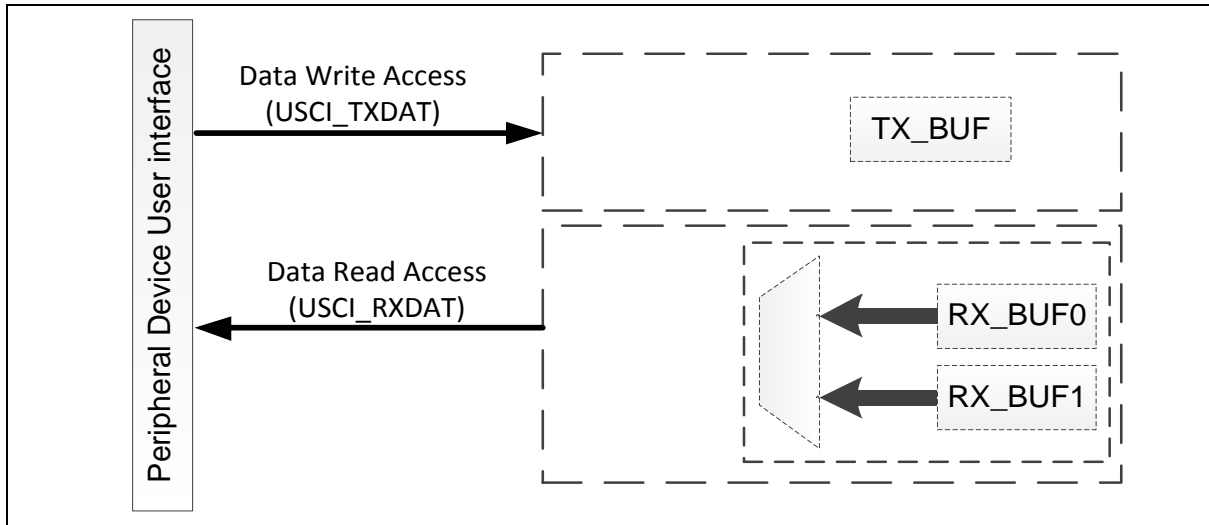 Peripheral Device User interface
Data Write Access
(USCI_TXDAT)
TX_BUF
Data Read Access
(USCI_RXDAT)
RX_BUF0
RX_BUF1